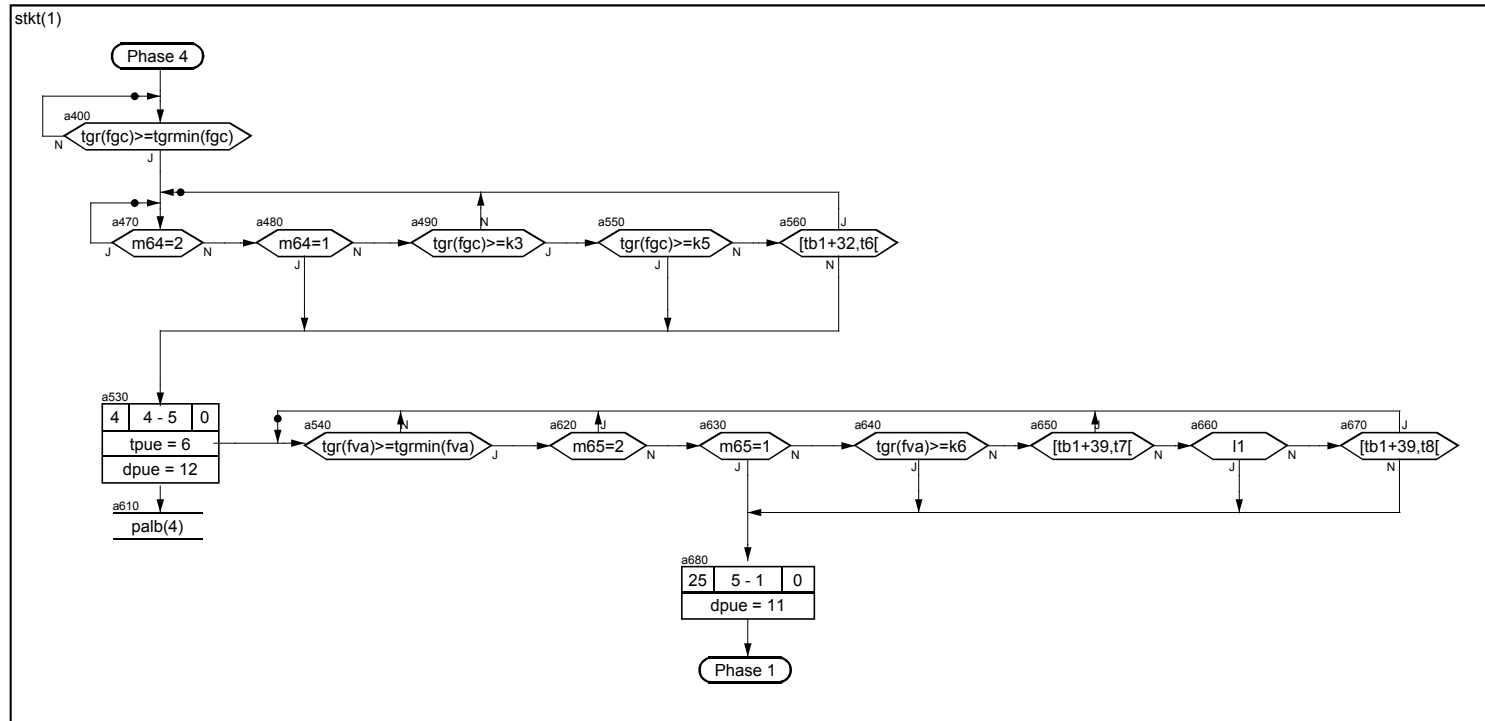 stkt(1)
Phase 4
a400
tgr(fgc)>=tgrmin(fgc)
N
J
a470
m64=2
J
N
a480
m64=1
J
N
a490
tgr(fgc)>=k3
N
J
a550
tgr(fgc)>=k5
J
N
a560
[tb1+32,t6[
J
N
a530
4 4 - 5 0
tpue = 6
dpue = 12
a610
palb(4)
a540
tgr(fva)>=tgrmin(fva)
N
J
a620
m65=2
J
N
a630
m65=1
J
N
a640
tgr(fva)>=k6
J
N
a650
[tb1+39,t7[
J
N
a660
l1
J
N
a670
[tb1+39,t8[
J
N
a680
25 5 - 1 0
dpue = 11
Phase 1